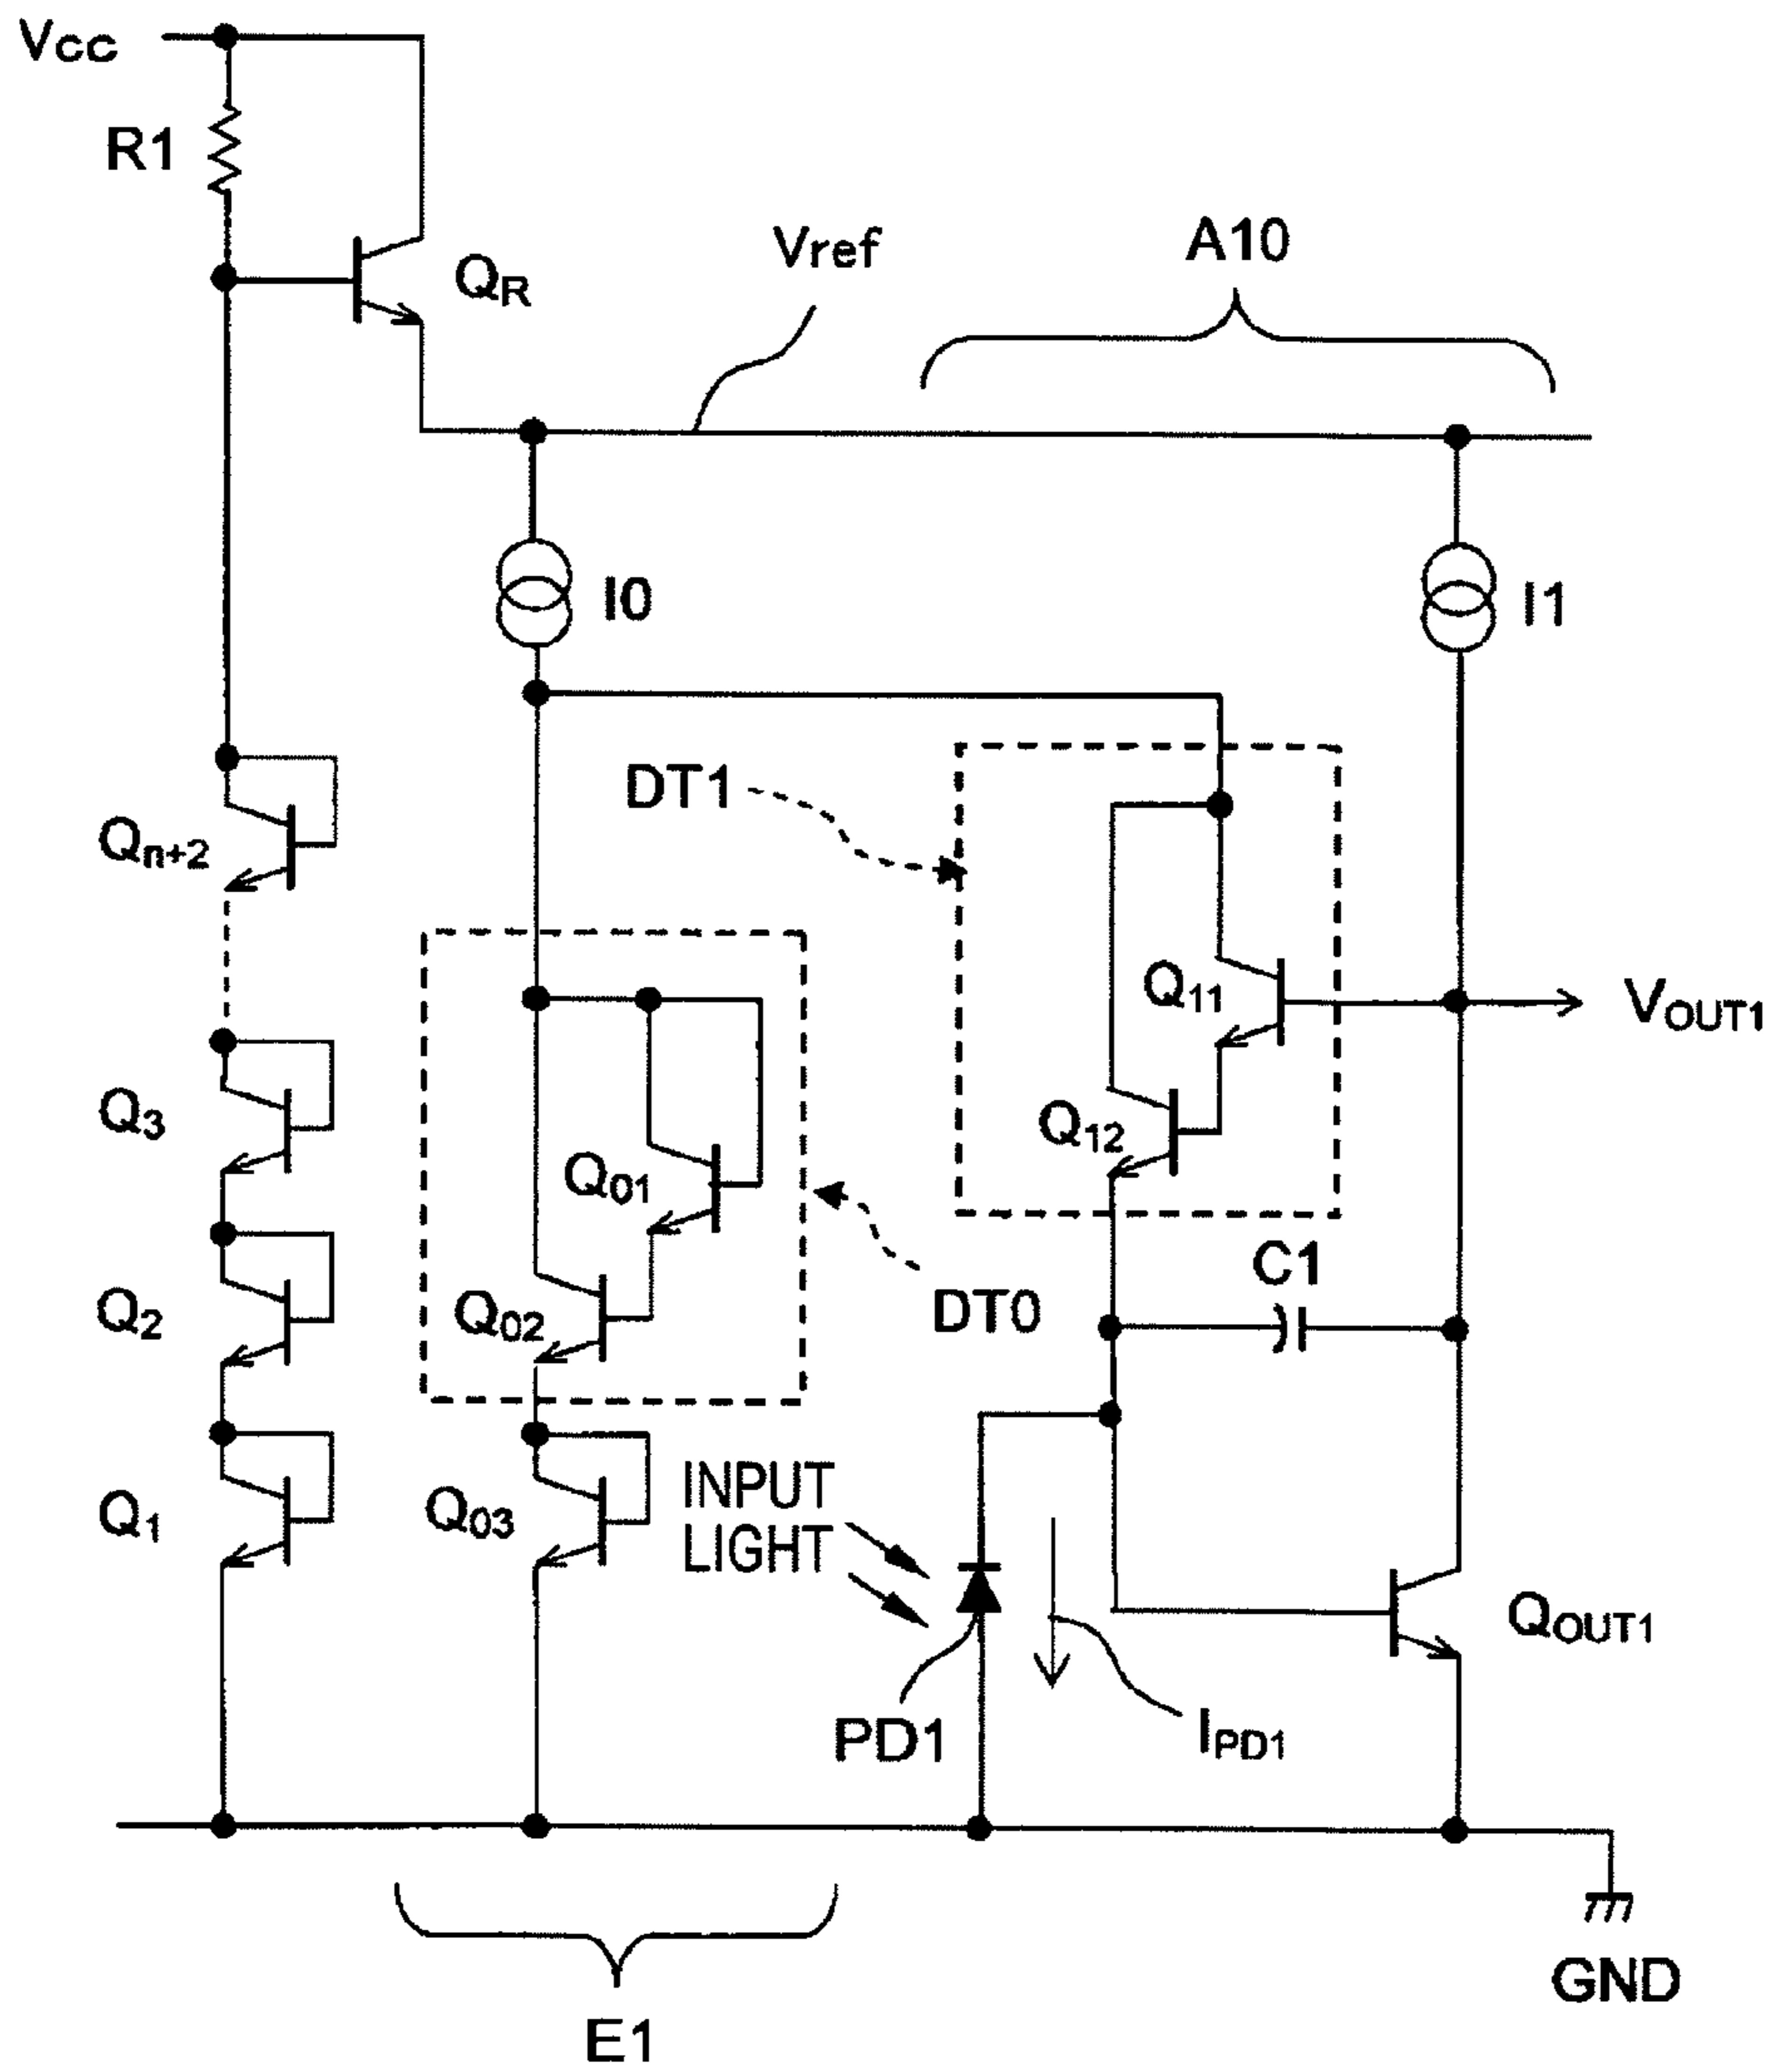 VCC
R1
QR
Vref
A10
I0
I1
DT1
Qn+2
Q11
VOUT1
Q3
Q12
Q01
C1
Q2
Q02
DT0
Q1
Q03
INPUT
LIGHT
QOUT1
PD1
IPD1
GND
E1